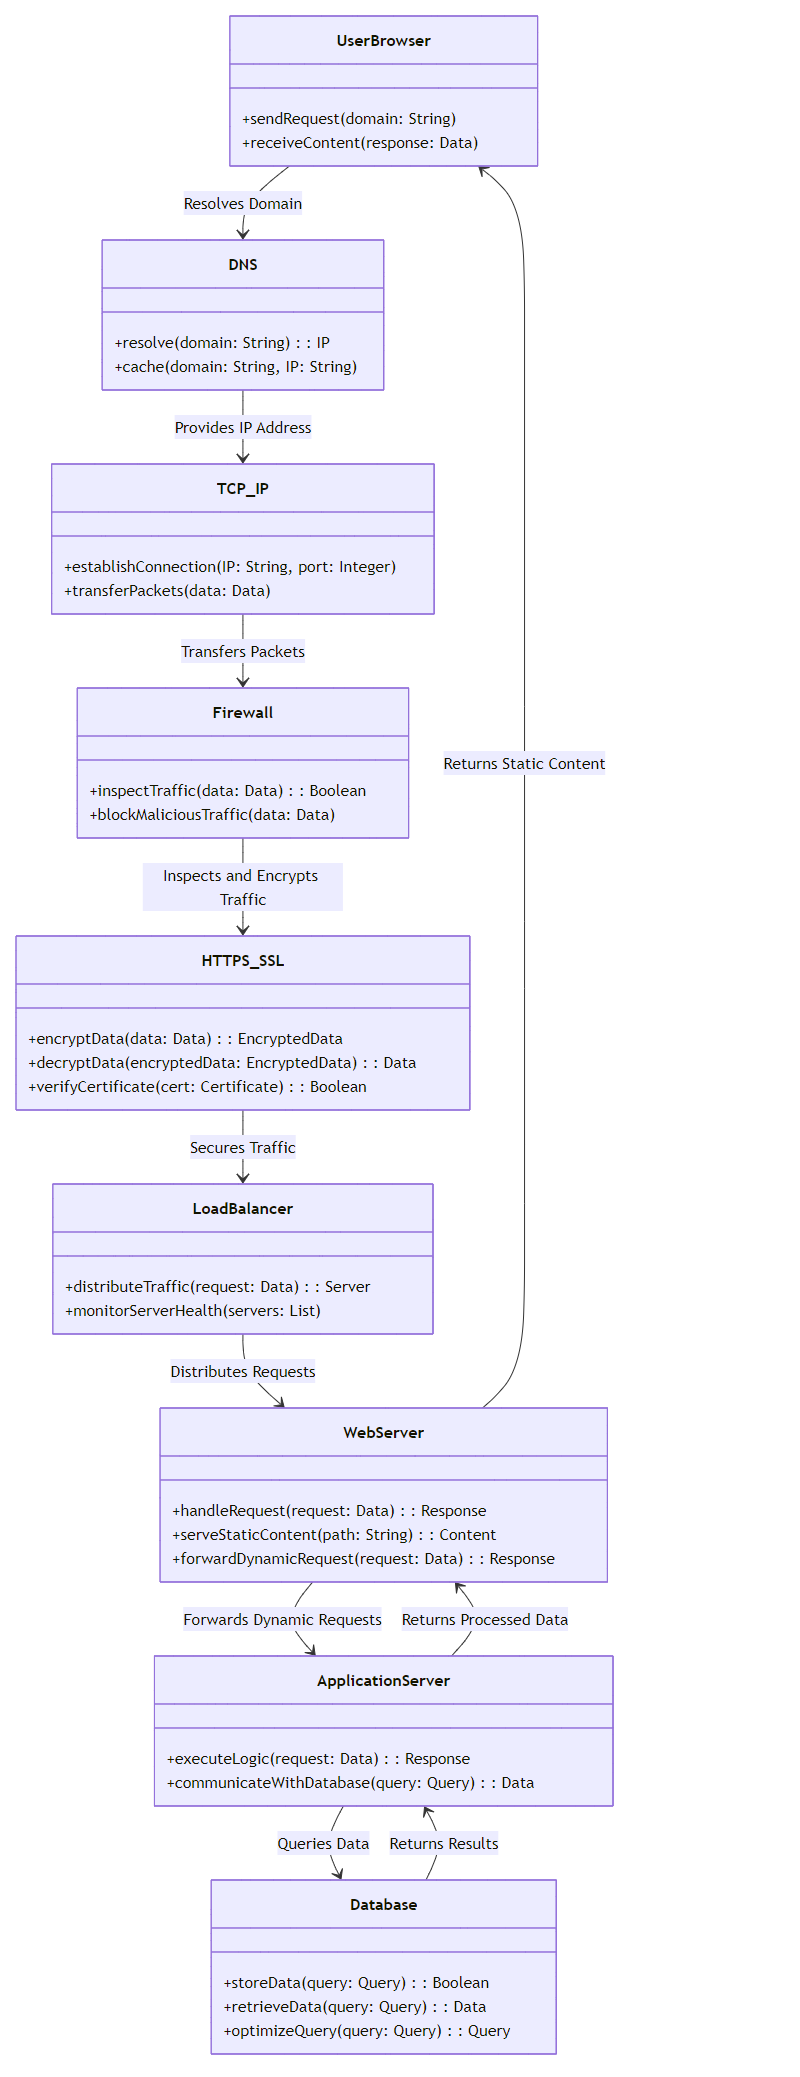 UserBrowser
+sendRequest(domain: String)
+receiveContent(response: Data)
Resolves Domain
DNS
+resolve(domain: String) : : IP
+cache(domain: String, IP: String)
Provides IP Address
TCP_IP
+establishConnection(IP: String, port: Integer)
+transferPackets(data: Data)
Transfers Packets
Firewall
+inspectTraffic(data: Data) : : Boolean
+blockMaliciousTraffic(data: Data)
Returns Static Content
Inspects and Encrypts
Traffic
HTTPS_SSL
+encryptData(data: Data) : : EncryptedData
+decryptData(encryptedData: EncryptedData) : : Data
+verifyCertificate(cert: Certificate) : : Boolean
Secures Traffic
LoadBalancer
+distributeTraffic(request: Data) : : Server
+monitorServerHealth(servers: List)
Distributes Requests
WebServer
+handleRequest(request: Data) : : Response
+serveStaticContent(path: String) : : Content
+forwardDynamicRequest(request: Data) : : Response
Forwards Dynamic Requests
Returns Processed Data
ApplicationServer
+executeLogic(request: Data) : : Response
+communicateWithDatabase(query: Query) : : Data
Queries Data
Returns Results
Database
+storeData(query: Query) : : Boolean
+retrieveData(query: Query) : : Data
+optimizeQuery(query: Query) : : Query